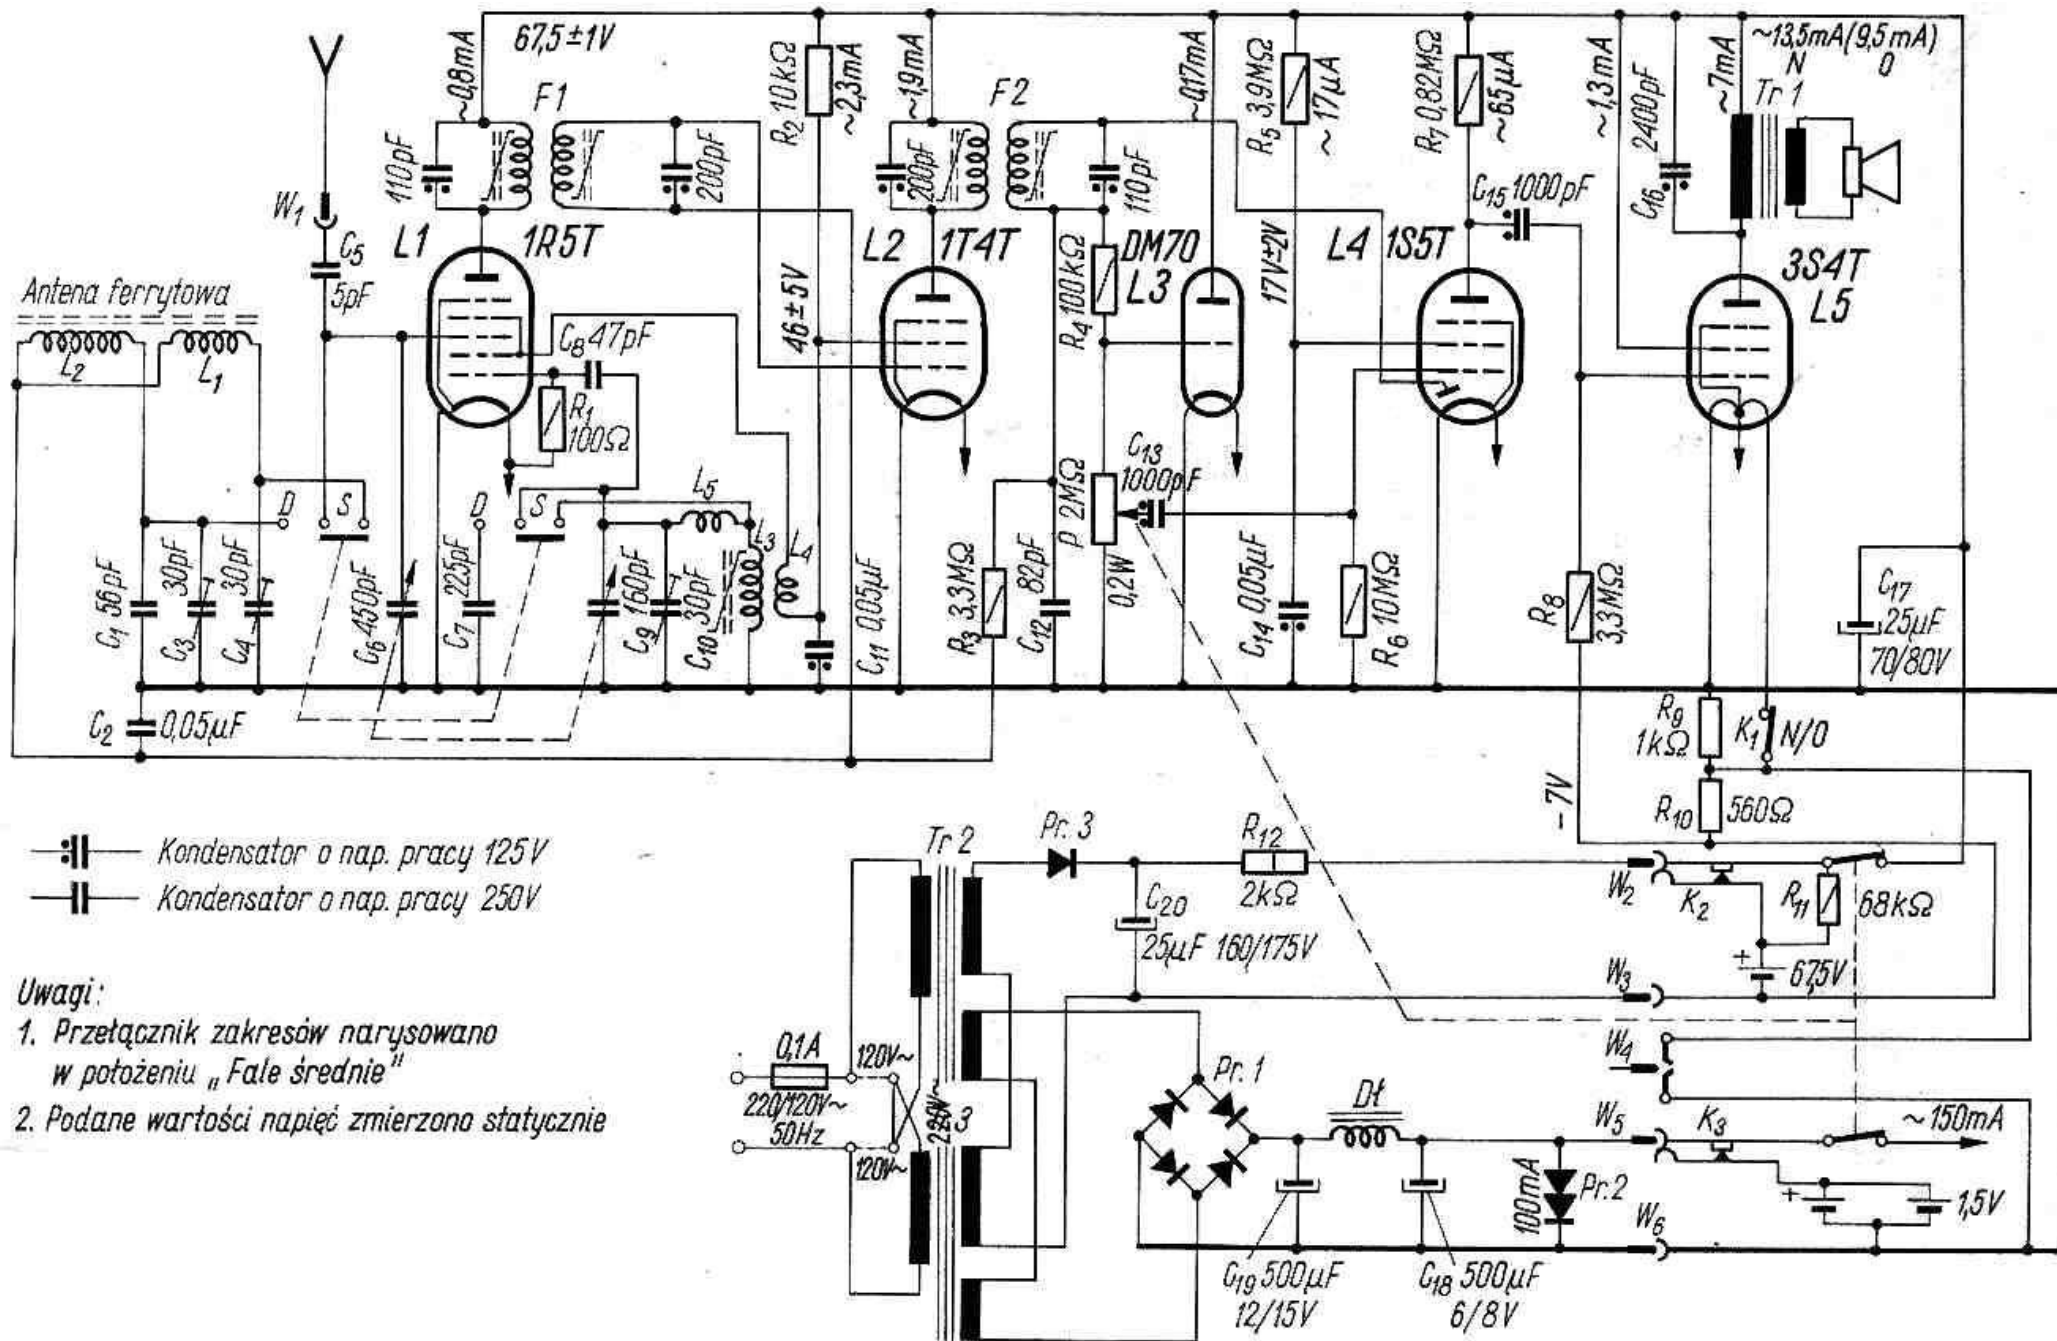 67,5 ± 1V
~0,8mA
F1
110pF
200pF
R2 10kΩ
~2,3mA
~1,9mA
F2
200pF
110pF
~0,17mA
R5 3,9MΩ
~17μA
R7 0,82MΩ
~65μA
~1,3mA
2400pF
C16
~7mA
~13,5mA(9,5mA)
N
O
Tr 1
W1
C5
5pF
L1
1R5T
L2
1T4T
DM70
L3
L4
1S5T
C15 1000pF
3S4T
L5
Antena ferrytowa
L2
L1
C8 47pF
R1
100Ω
46 ± 5V
R4 100kΩ
17V±2V
C13
1000pF
P 2MΩ
0,2W
D
S
D
S
L5
L3
L4
C1 56pF
C3 30pF
C4 30pF
C6 450pF
C7 225pF
160pF
C9 30pF
C10
C11 0,05μF
R3 3,3MΩ
C12 82pF
C14 0,05μF
R6 10MΩ
R8
3,3MΩ
C17
25μF
70/80V
C2 0,05μF
R9
1kΩ
K1
N/O
R10
560Ω
-7V
Kondensator o nap. pracy 125V
Kondensator o nap. pracy 250V
Uwagi:
1. Przełącznik zakresów narysowano
w położeniu „Fale średnie"
2. Podane wartości napięć zmierzono statycznie
Tr 2
Pr. 3
R12
2kΩ
C20
25μF 160/175V
W2
K2
R11
68kΩ
+
67,5V
W3
W4
0,1A
220/120V~
50Hz
120V~
120V~
220V~
3
Pr. 1
Dł
W5
K3
~150mA
100mA
Pr.2
+
1,5V
W6
C19 500μF
12/15V
C18 500μF
6/8V